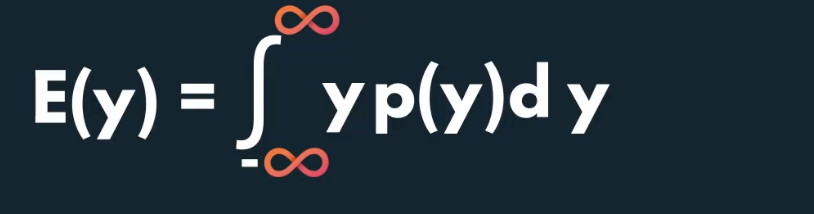 E(y) = ∫_{-∞}^{∞} y p(y)d y